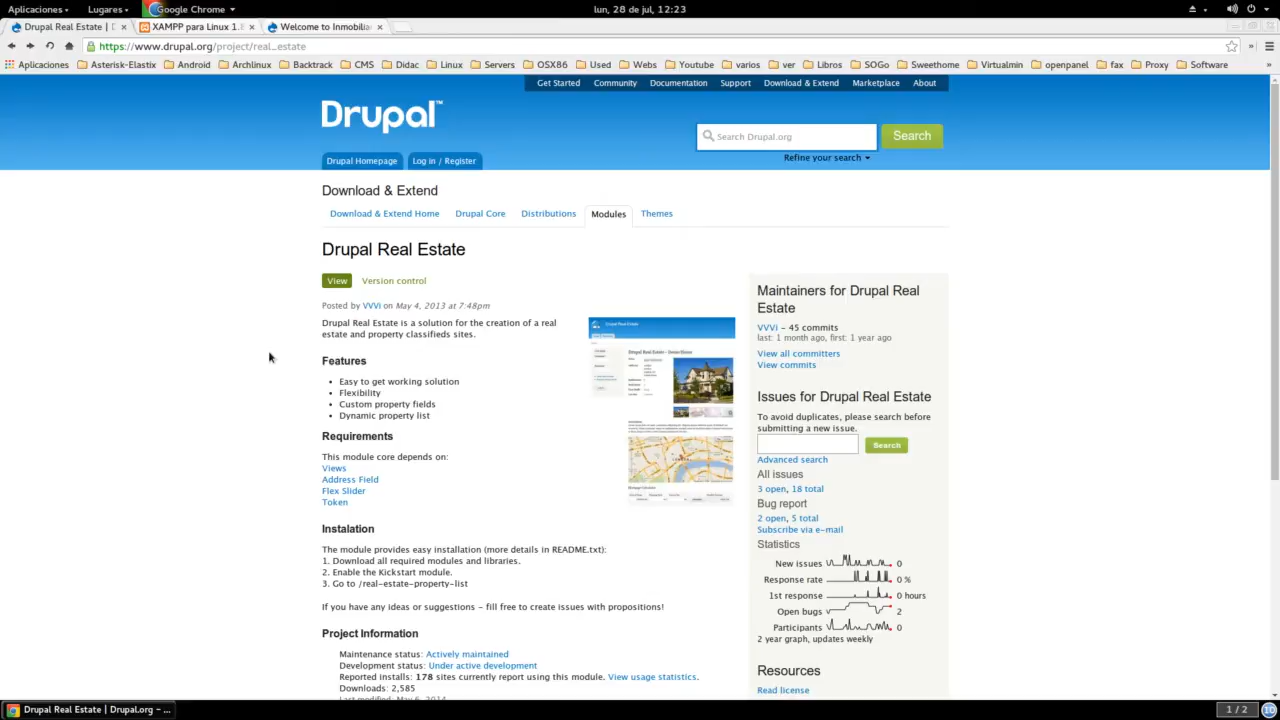 Aplicaciones Lugares Google Chrome lun, 28 de jul, 12:23
Drupal Real Estate | D XAMPP para Linux 1. Welcome to Inmobilia
https://www.drupal.org/project/real_estate
Aplicaciones Asterisk-Elastix Android Archlinux Backtrack CMS Didac Linux Servers OSX86 Used Webs Youtube varios ver Libros SOGo Sweethome Virtualmin openpanel fax Proxy Software »
Get Started Community Documentation Support Download & Extend Marketplace About
Drupal™
Search Drupal.org Search
Refine your search
Drupal Homepage Log in / Register
Download & Extend
Download & Extend Home Drupal Core Distributions Modules Themes
Drupal Real Estate
View Version control
Posted by VVVi on May 4, 2013 at 7:48pm
Drupal Real Estate is a solution for the creation of a real
estate and property classifieds sites.
Features
• Easy to get working solution
• Flexibility
• Custom property fields
• Dynamic property list
Requirements
This module core depends on:
Views
Address Field
Flex Slider
Token
Instalation
The module provides easy installation (more details in README.txt):
1. Download all required modules and libraries.
2. Enable the Kickstart module.
3. Go to /real-estate-property-list
If you have any ideas or suggestions – fill free to create issues with propositions!
Project Information
Maintenance status: Actively maintained
Development status: Under active development
Reported installs: 178 sites currently report using this module. View usage statistics.
Downloads: 2,585
Last modified: May 6, 2014
Drupal Real Estate
Maintainers for Drupal Real
Estate
VVVi – 45 commits
last: 1 month ago, first: 1 year ago
View all committers
View commits
Issues for Drupal Real Estate
To avoid duplicates, please search before
submitting a new issue.
Search
Advanced search
All issues
3 open, 18 total
Bug report
2 open, 5 total
Subscribe via e-mail
Statistics
New issues 0
Response rate 0 %
1st response 0 hours
Open bugs 2
Participants 0
2 year graph, updates weekly
Resources
Read license
Drupal Real Estate | Drupal.org – ... 1 / 2